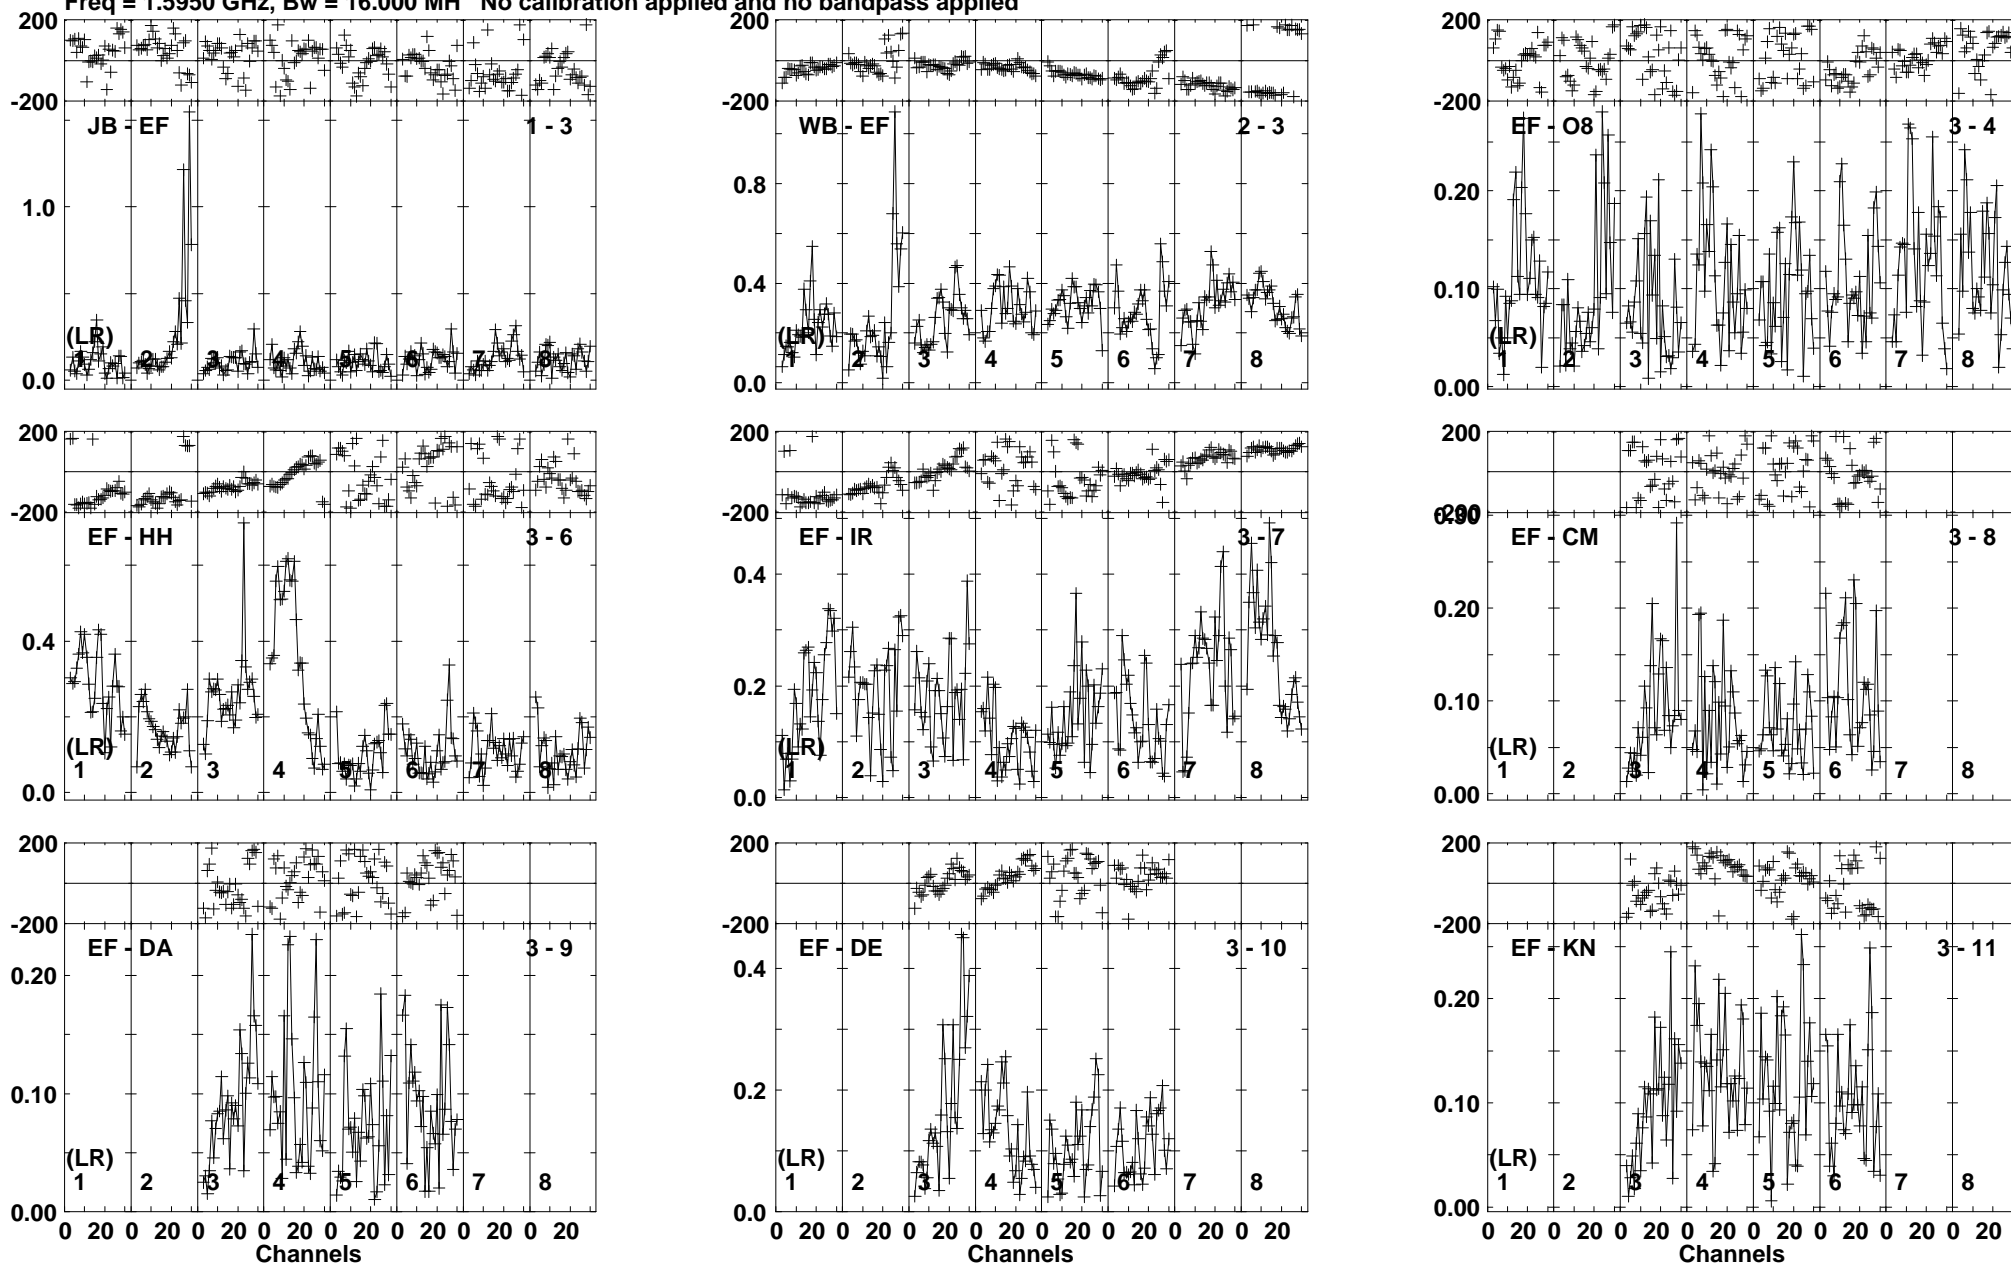 Freq = 1.5950 GHz, Bw = 16.000 MH No calibration applied and no bandpass applied
200 200 200
-200 -200 -200
JB - EF 1 - 3 WB - EF 2 - 3 EF - O8 3 - 4
1.0 0.8 0.20
0.4 0.10
(LR) (LR) (LR)
1 2 3 4 5 6 7 8 1 2 3 4 5 6 7 8 1 2 3 4 5 6 7 8
0.0 0.0 0.00
200 200 200
-200 -200 -200
0.30
EF - HH 3 - 6 EF - IR 3 - 7 EF - CM 3 - 8
0.4 0.4 0.20
0.2 0.10
(LR) (LR) (LR)
1 2 3 4 5 6 7 8 1 2 3 4 5 6 7 8 1 2 3 4 5 6 7 8
0.0 0.0 0.00
200 200 200
-200 -200 -200
EF - DA 3 - 9 EF - DE 3 - 10 EF - KN 3 - 11
0.20 0.4 0.20
0.10 0.2 0.10
(LR) (LR) (LR)
1 2 3 4 5 6 7 8 1 2 3 4 5 6 7 8 1 2 3 4 5 6 7 8
0.00 0.0 0.00
0 20 0 20 0 20 0 20 0 20 0 20 0 20 0 20 0 20 0 20 0 20 0 20 0 20 0 20 0 20 0 20 0 20 0 20 0 20 0 20 0 20 0 20 0 20 0 20
Channels Channels Channels